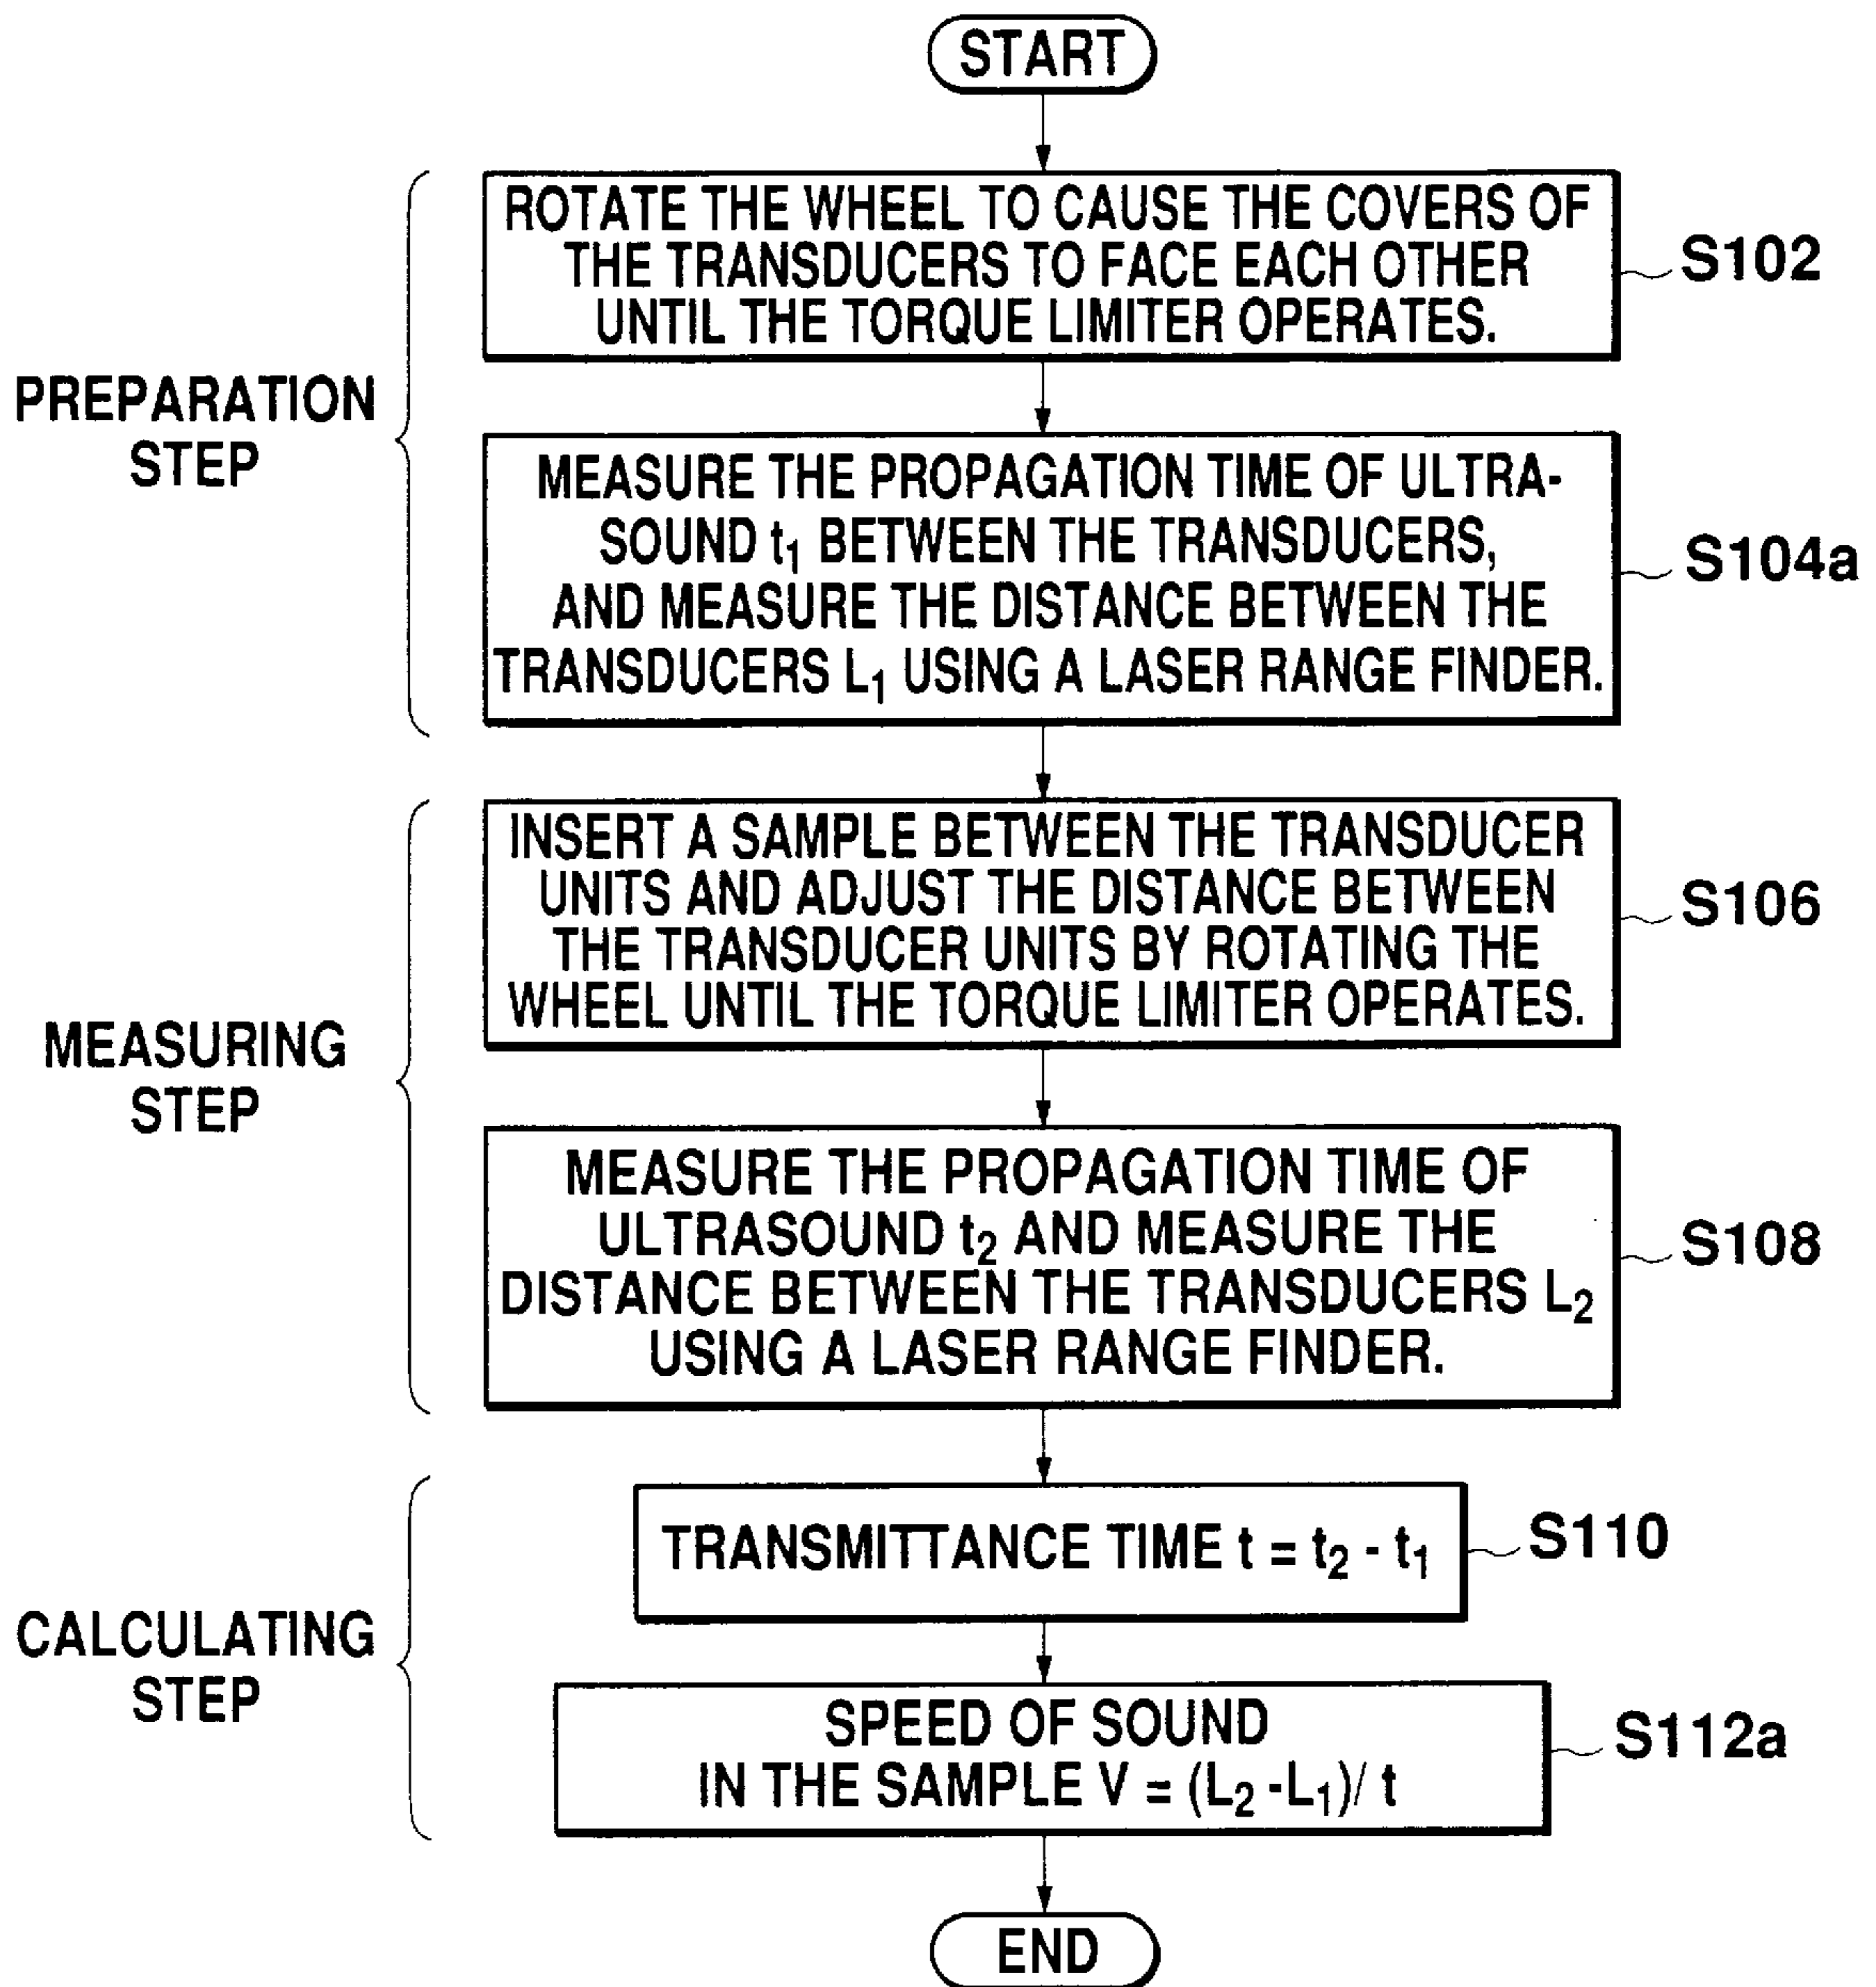 START
PREPARATION
STEP
ROTATE THE WHEEL TO CAUSE THE COVERS OF
THE TRANSDUCERS TO FACE EACH OTHER
UNTIL THE TORQUE LIMITER OPERATES.
S102
MEASURE THE PROPAGATION TIME OF ULTRA-
SOUND t₁ BETWEEN THE TRANSDUCERS,
AND MEASURE THE DISTANCE BETWEEN THE
TRANSDUCERS L₁ USING A LASER RANGE FINDER.
S104a
MEASURING
STEP
INSERT A SAMPLE BETWEEN THE TRANSDUCER
UNITS AND ADJUST THE DISTANCE BETWEEN
THE TRANSDUCER UNITS BY ROTATING THE
WHEEL UNTIL THE TORQUE LIMITER OPERATES.
S106
MEASURE THE PROPAGATION TIME OF
ULTRASOUND t₂ AND MEASURE THE
DISTANCE BETWEEN THE TRANSDUCERS L₂
USING A LASER RANGE FINDER.
S108
CALCULATING
STEP
TRANSMITTANCE TIME t = t₂ - t₁
S110
SPEED OF SOUND
IN THE SAMPLE V = (L₂ -L₁)/ t
S112a
END